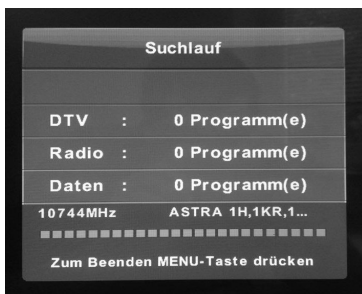 Suchlauf
DTV : 0 Programm(e)
Radio : 0 Programm(e)
Daten : 0 Programm(e)
10744MHz ASTRA 1H,1KR,1...
Zum Beenden MENU-Taste drücken